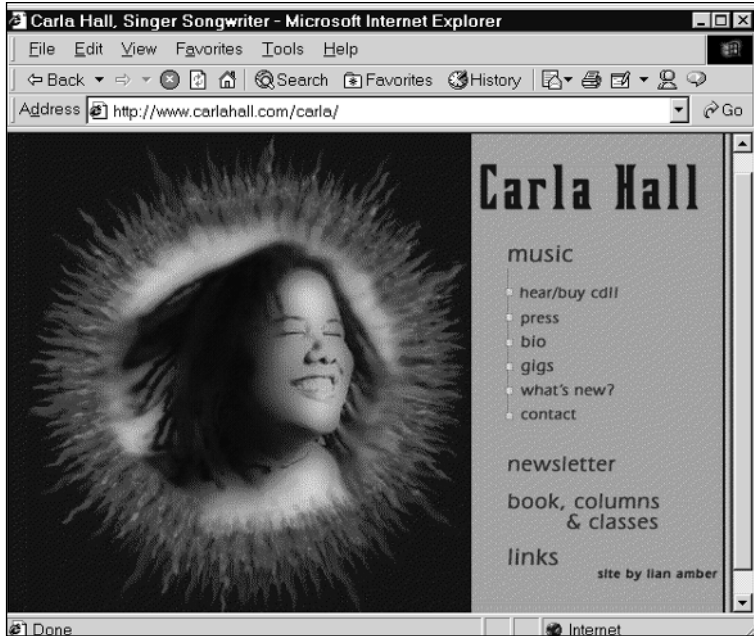 Carla Hall, Singer Songwriter - Microsoft Internet Explorer
File Edit View Favorites Tools Help
Back Search Favorites History
Address http://www.carlahall.com/carla/ Go
Carla Hall
music
hear/buy cd!!
press
bio
gigs
what's new?
contact
newsletter
book, columns
& classes
links
site by lian amber
Done Internet